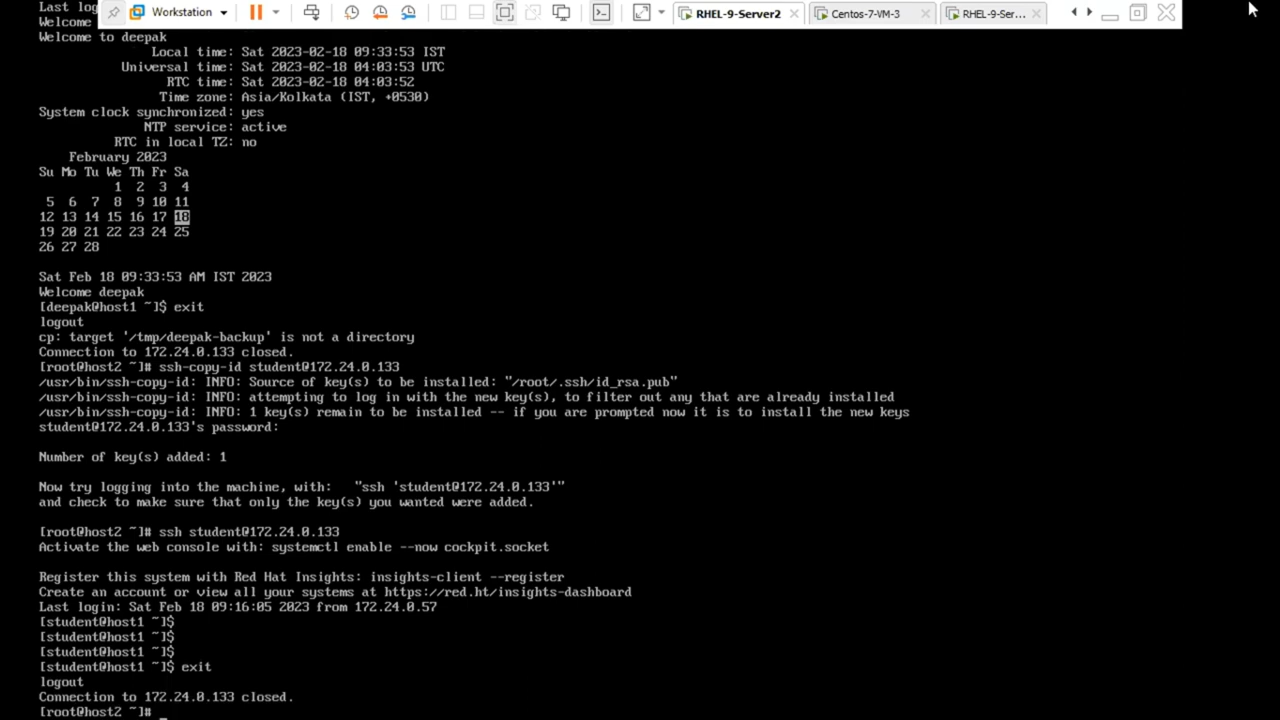 Last log
Workstation
RHEL-9-Server2
Centos-7-VM-3
RHEL-9-Ser...
Welcome to deepak
Local time: Sat 2023-02-18 09:33:53 IST
Universal time: Sat 2023-02-18 04:03:53 UTC
RTC time: Sat 2023-02-18 04:03:52
Time zone: Asia/Kolkata (IST, +0530)
System clock synchronized: yes
NTP service: active
RTC in local TZ: no
February 2023
Su Mo Tu We Th Fr Sa
1 2 3 4
5 6 7 8 9 10 11
12 13 14 15 16 17 18
19 20 21 22 23 24 25
26 27 28
Sat Feb 18 09:33:53 AM IST 2023
Welcome deepak
[deepak@host1 ~]$ exit
logout
cp: target '/tmp/deepak-backup' is not a directory
Connection to 172.24.0.133 closed.
[root@host2 ~]# ssh-copy-id student@172.24.0.133
/usr/bin/ssh-copy-id: INFO: Source of key(s) to be installed: "/root/.ssh/id_rsa.pub"
/usr/bin/ssh-copy-id: INFO: attempting to log in with the new key(s), to filter out any that are already installed
/usr/bin/ssh-copy-id: INFO: 1 key(s) remain to be installed -- if you are prompted now it is to install the new keys
student@172.24.0.133's password:
Number of key(s) added: 1
Now try logging into the machine, with:   "ssh 'student@172.24.0.133'"
and check to make sure that only the key(s) you wanted were added.
[root@host2 ~]# ssh student@172.24.0.133
Activate the web console with: systemctl enable --now cockpit.socket
Register this system with Red Hat Insights: insights-client --register
Create an account or view all your systems at https://red.ht/insights-dashboard
Last login: Sat Feb 18 09:16:05 2023 from 172.24.0.57
[student@host1 ~]$
[student@host1 ~]$
[student@host1 ~]$
[student@host1 ~]$ exit
logout
Connection to 172.24.0.133 closed.
[root@host2 ~]# _